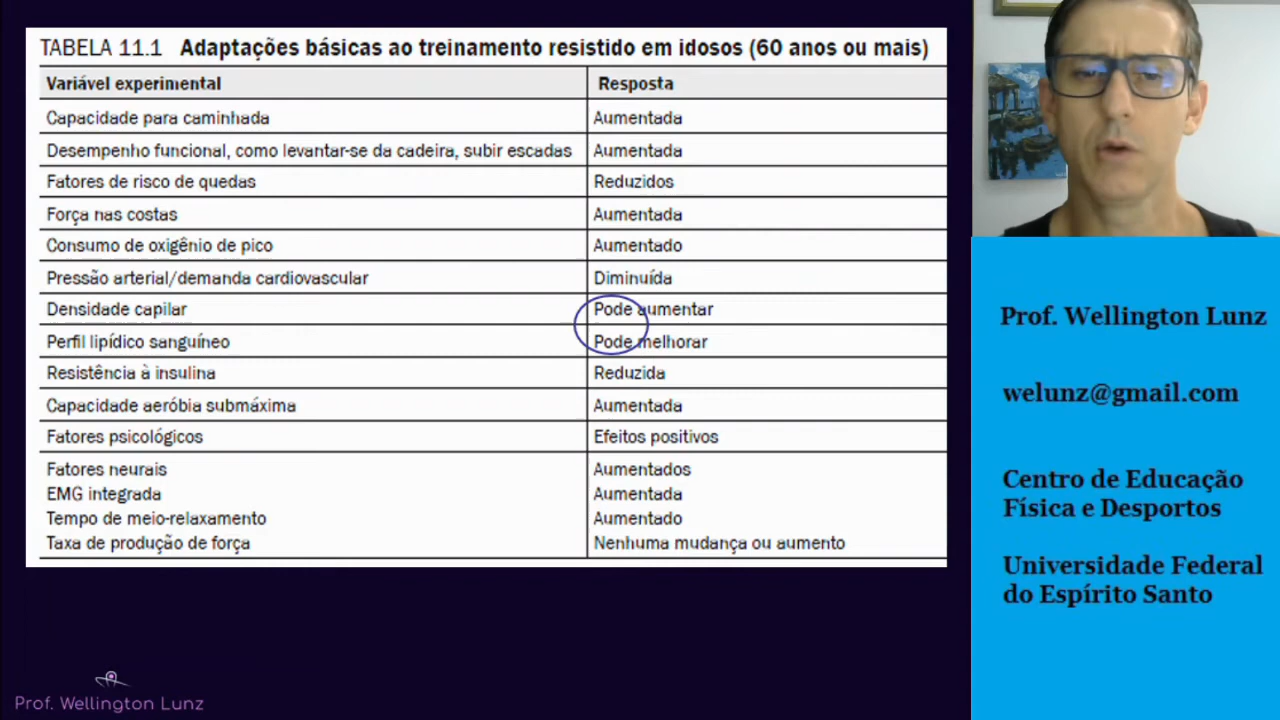 TABELA 11.1 Adaptações básicas ao treinamento resistido em idosos (60 anos ou mais)
Variável experimental Resposta
Capacidade para caminhada Aumentada
Desempenho funcional, como levantar-se da cadeira, subir escadas Aumentada
Fatores de risco de quedas Reduzidos
Força nas costas Aumentada
Consumo de oxigênio de pico Aumentado
Pressão arterial/demanda cardiovascular Diminuída
Densidade capilar Pode aumentar
Perfil lipídico sanguíneo Pode melhorar
Resistência à insulina Reduzida
Capacidade aeróbia submáxima Aumentada
Fatores psicológicos Efeitos positivos
Fatores neurais Aumentados
EMG integrada Aumentada
Tempo de meio-relaxamento Aumentado
Taxa de produção de força Nenhuma mudança ou aumento
Prof. Wellington Lunz
welunz@gmail.com
Centro de Educação
Física e Desportos
Universidade Federal
do Espírito Santo
Prof. Wellington Lunz